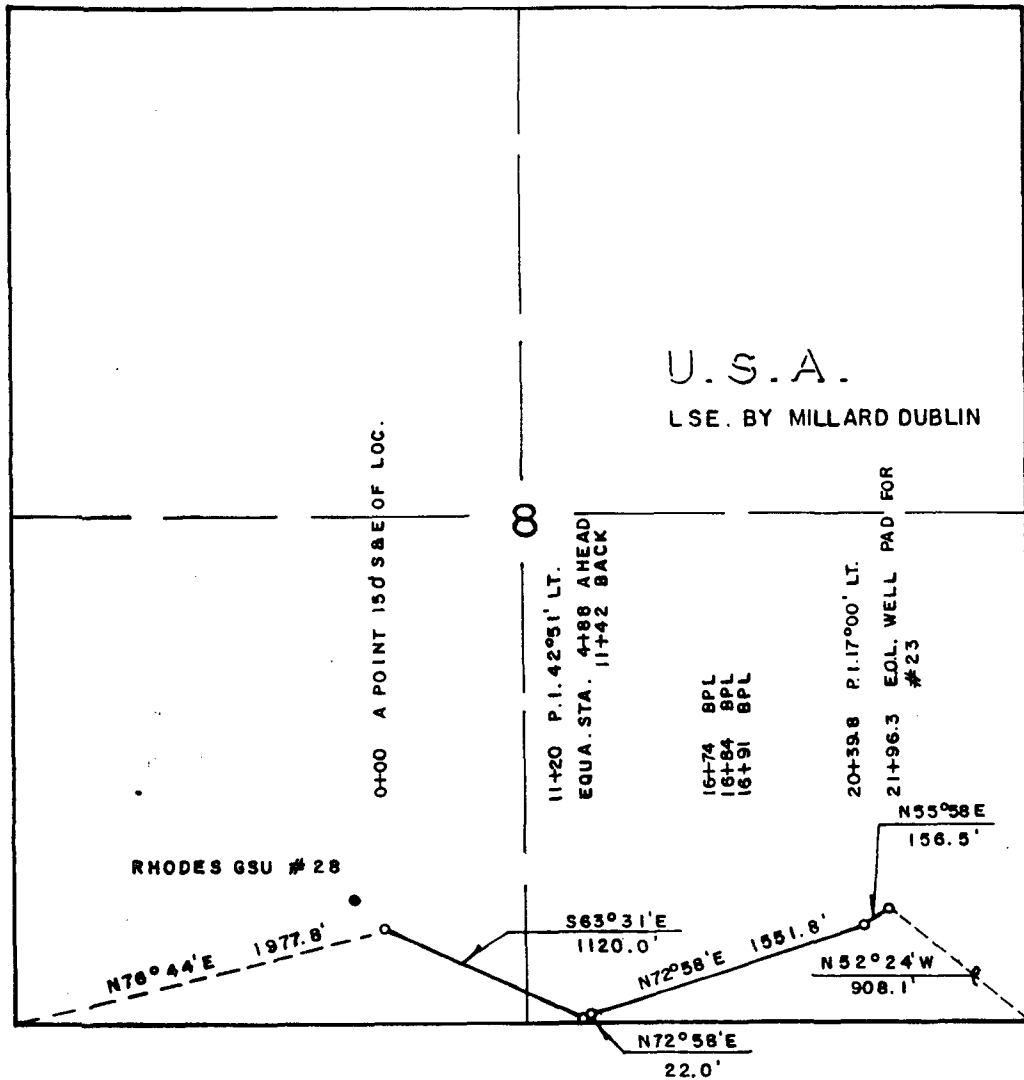 U.S.A.
LSE. BY MILLARD DUBLIN
8
0+00 A POINT 150' S&E OF LOC.
11+20 P.I. 42°51' LT.
EQUA. STA. 4+88 AHEAD
11+42 BACK
16+74 BPL
16+84 BPL
16+91 BPL
20+39.8 P.I. 17°00' LT.
21+96.3 E.O.L. WELL PAD FOR
#23
RHODES GSU #28
N76°44'E 1977.8'
S63°31'E
1120.0'
N72°58'E 1551.8'
N55°58E
156.5'
N52°24'W
908.1'
N72°58'E
22.0'